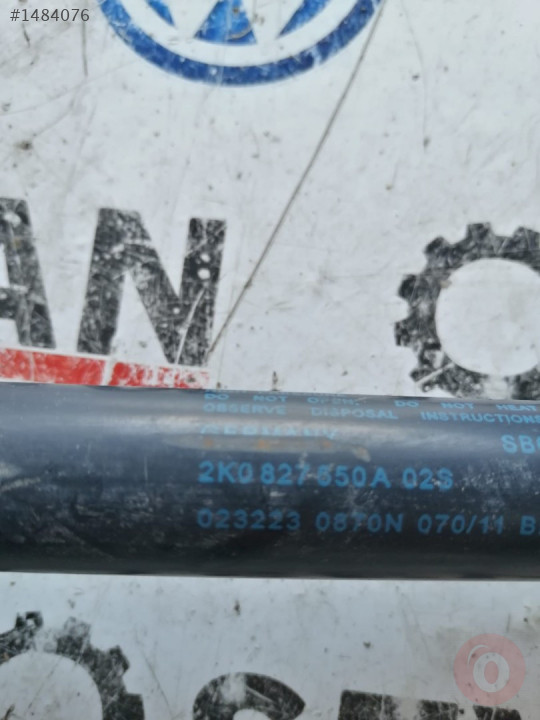 #1484076
AN
DO NOT OPEN. DO NOT HEAT
OBSERVE DISPOSAL INSTRUCTIONS
2K0 827 550A 02S
023223 0870N 070/11 B